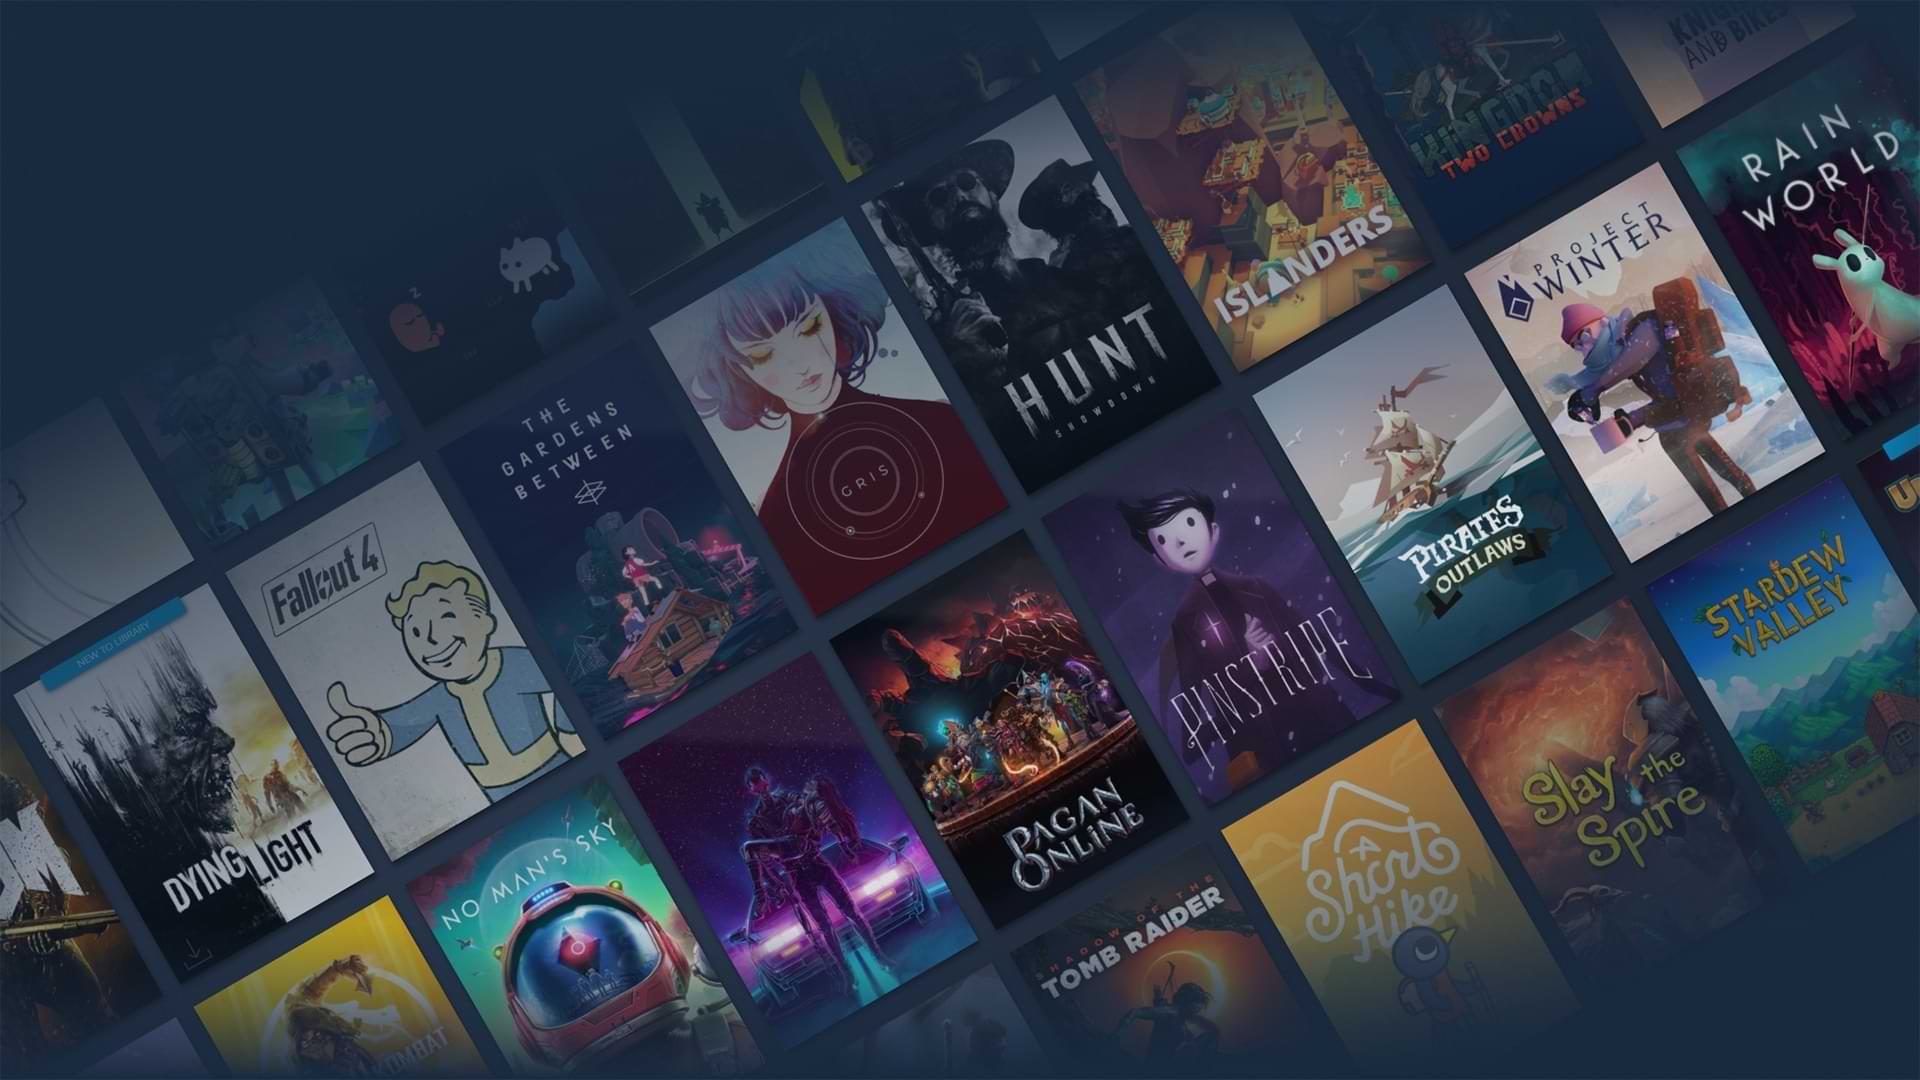 KNIGHTS
AND BIKES
KINGDOM
TWO CROWNS
RAIN
WORLD
ISLANDERS
PROJECT
WINTER
HUNT
SHOWDOWN
GRIS
THE
GARDENS
BETWEEN
Z
PIRATES
OUTLAWS
STARDEW
VALLEY
Fallout 4
NEW TO LIBRARY
DYING LIGHT
PINSTRIPE
Slay the
Spire
PAGAN
ONLINE
NO MAN'S SKY
A
Short
Hike
SHADOW OF THE
TOMB RAIDER
KOMBAT